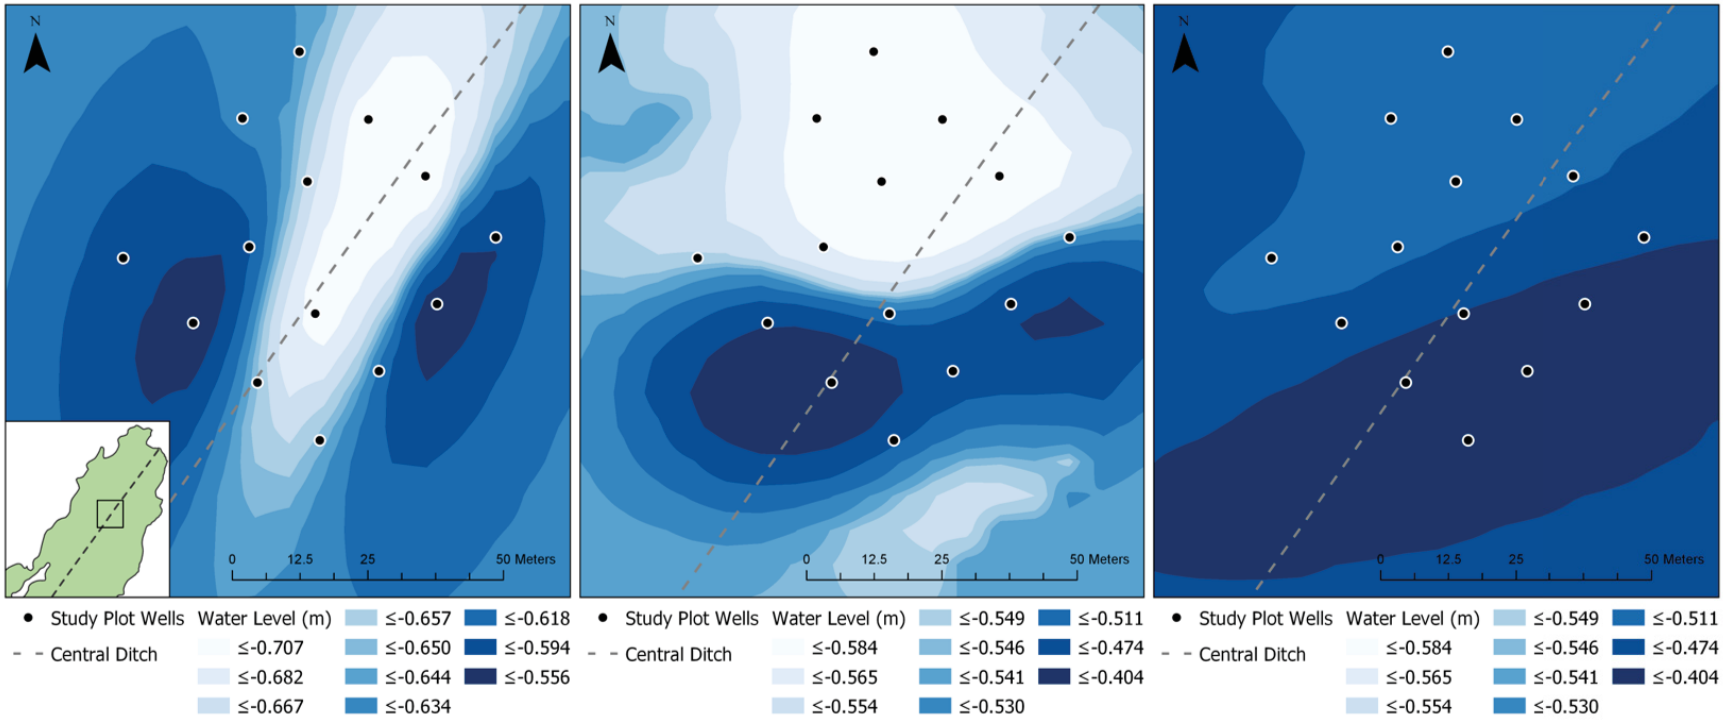 N
N
N
0 12.5 25 50 Meters
0 12.5 25 50 Meters
0 12.5 25 50 Meters
Study Plot Wells Water Level (m) ≤-0.657 ≤-0.618
≤-0.707 ≤-0.650 ≤-0.594
Central Ditch
≤-0.682 ≤-0.644 ≤-0.556
≤-0.667 ≤-0.634
Study Plot Wells Water Level (m) ≤-0.549 ≤-0.511
≤-0.584 ≤-0.546 ≤-0.474
Central Ditch
≤-0.565 ≤-0.541 ≤-0.404
≤-0.554 ≤-0.530
Study Plot Wells Water Level (m) ≤-0.549 ≤-0.511
≤-0.584 ≤-0.546 ≤-0.474
Central Ditch
≤-0.565 ≤-0.541 ≤-0.404
≤-0.554 ≤-0.530